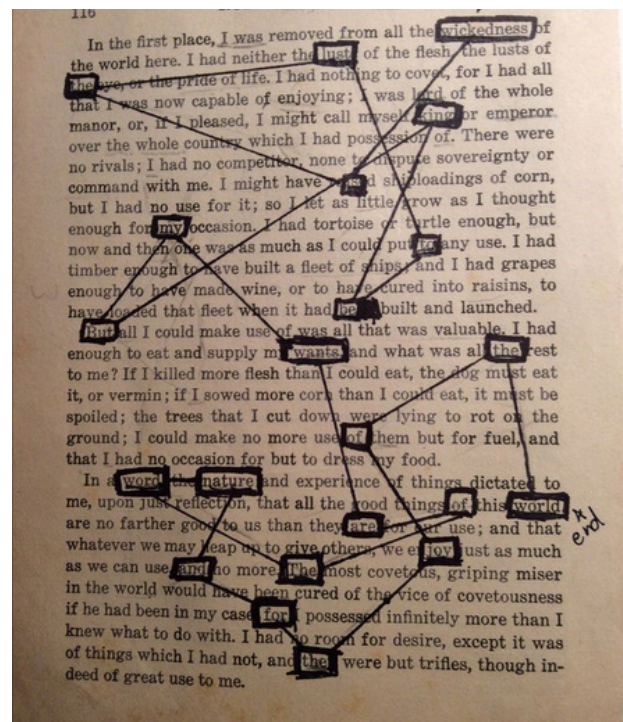 116
In the first place, I was removed from all the wickedness of
the world here. I had neither the lusts of the flesh, the lusts of
the eye, or the pride of life. I had nothing to covet, for I had all
that I was now capable of enjoying; I was lord of the whole
manor, or, if I pleased, I might call myself king or emperor
over the whole country which I had possession of. There were
no rivals; I had no competitor, none to dispute sovereignty or
command with me. I might have raised shiploadings of corn,
but I had no use for it; so I let as little grow as I thought
enough for my occasion. I had tortoise or turtle enough, but
now and then one was as much as I could put to any use. I had
timber enough to have built a fleet of ships; and I had grapes
enough to have made wine, or to have cured into raisins, to
have loaded that fleet when it had be built and launched.
But all I could make use of was all that was valuable. I had
enough to eat and supply my wants, and what was all the rest
to me? If I killed more flesh than I could eat, the dog must eat
it, or vermin; if I sowed more corn than I could eat, it must be
spoiled; the trees that I cut down were lying to rot on the
ground; I could make no more use of them but for fuel, and
that I had no occasion for but to dress my food.
In a word, the nature and experience of things dictated to
me, upon just reflection, that all the good things of this world
are no farther good to us than they are for our use; and that
whatever we may heap up to give others, we enjoy just as much
as we can use, and no more. The most covetous, griping miser
in the world would have been cured of the vice of covetousness
if he had been in my case, for I possessed infinitely more than I
knew what to do with. I had no room for desire, except it was
of things which I had not, and they were but trifles, though in-
deed of great use to me.
end